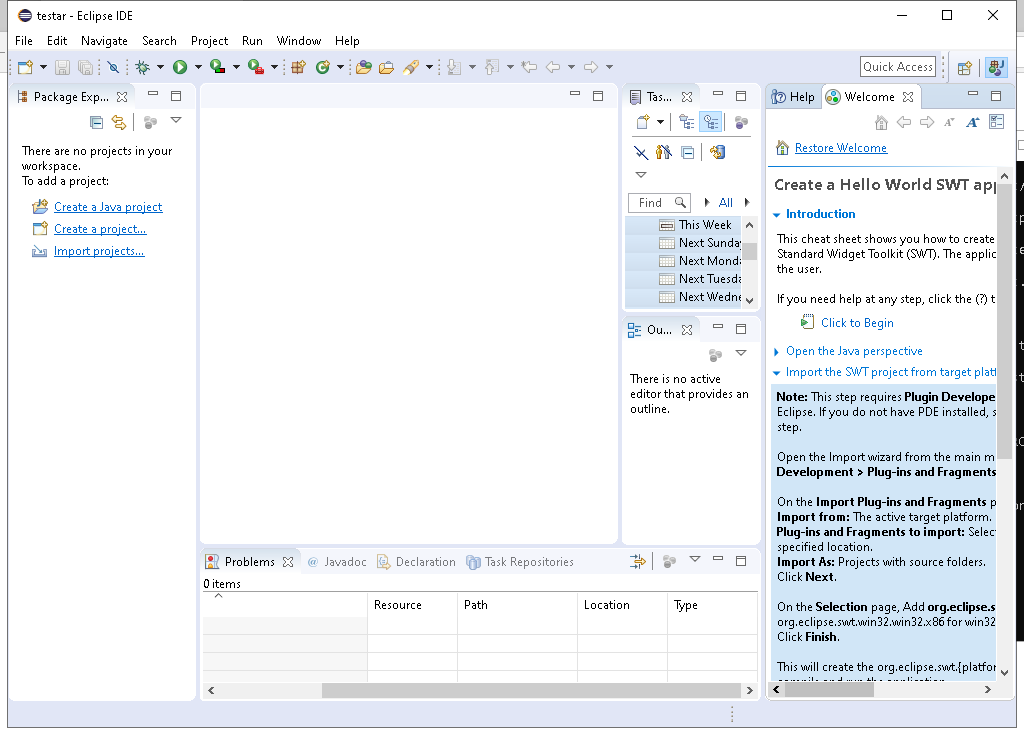 testar - Eclipse IDE
File Edit Navigate Search Project Run Window Help
Quick Access
Package Exp...
There are no projects in your
workspace.
To add a project:
Create a Java project
Create a project...
Import projects...
Tas...
Find
All
This Week
Next Sunday
Next Monda
Next Tuesda
Next Wedne
Ou...
There is no active
editor that provides an
outline.
Problems @ Javadoc Declaration Task Repositories
0 items
Resource Path Location Type
Help Welcome
Restore Welcome
Create a Hello World SWT app
Introduction
This cheat sheet shows you how to create
Standard Widget Toolkit (SWT). The applic
the user.
If you need help at any step, click the (?) t
Click to Begin
Open the Java perspective
Import the SWT project from target platf
Note: This step requires Plugin Develope
Eclipse. If you do not have PDE installed, s
step.
Open the Import wizard from the main m
Development > Plug-ins and Fragments
On the Import Plug-ins and Fragments p
Import from: The active target platform.
Plug-ins and Fragments to import: Selec
specified location.
Import As: Projects with source folders.
Click Next.
On the Selection page, Add org.eclipse.s
org.eclipse.swt.win32.win32.x86 for win32
Click Finish.
This will create the org.eclipse.swt.{platfor
compile and run the application.